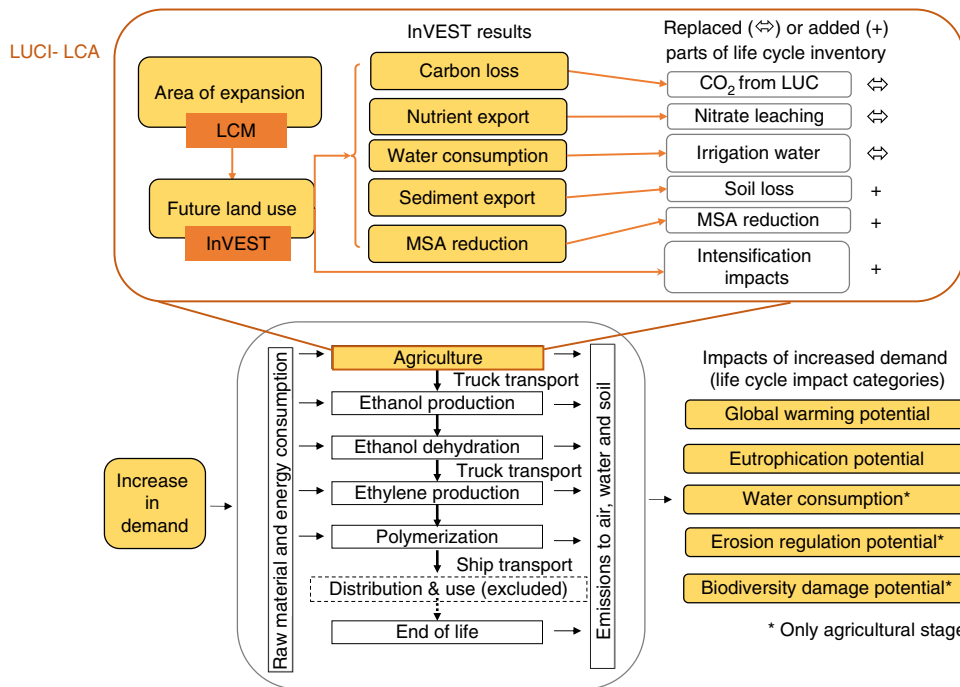 LUCI- LCA
InVEST results
Replaced (⇔) or added (+)
parts of life cycle inventory
Area of expansion
LCM
Future land use
InVEST
Carbon loss
CO2 from LUC ⇔
Nutrient export
Nitrate leaching ⇔
Water consumption
Irrigation water ⇔
Sediment export
Soil loss +
MSA reduction
MSA reduction +
Intensification
impacts +
Increase
in
demand
Raw material and energy consumption
Agriculture
Truck transport
Ethanol production
Ethanol dehydration
Truck transport
Ethylene production
Polymerization
Ship transport
Distribution & use (excluded)
End of life
Emissions to air, water and soil
Impacts of increased demand
(life cycle impact categories)
Global warming potential
Eutrophication potential
Water consumption*
Erosion regulation potential*
Biodiversity damage potential*
* Only agricultural stage